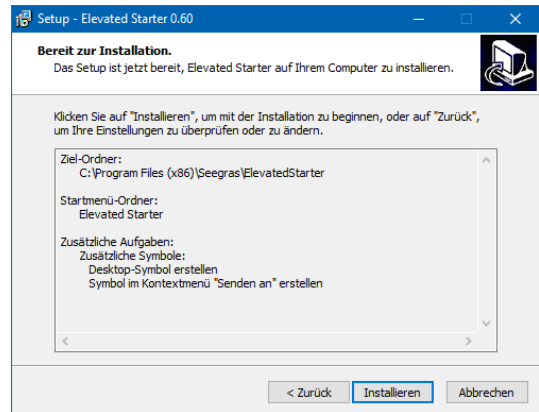 Setup - Elevated Starter 0.60
Bereit zur Installation.
Das Setup ist jetzt bereit, Elevated Starter auf Ihrem Computer zu installieren.
Klicken Sie auf "Installieren", um mit der Installation zu beginnen, oder auf "Zurück",
um Ihre Einstellungen zu überprüfen oder zu ändern.
Ziel-Ordner:
C:\Program Files (x86)\Seegras\ElevatedStarter
Startmenü-Ordner:
Elevated Starter
Zusätzliche Aufgaben:
Zusätzliche Symbole:
Desktop-Symbol erstellen
Symbol im Kontextmenü "Senden an" erstellen
< Zurück Installieren Abbrechen